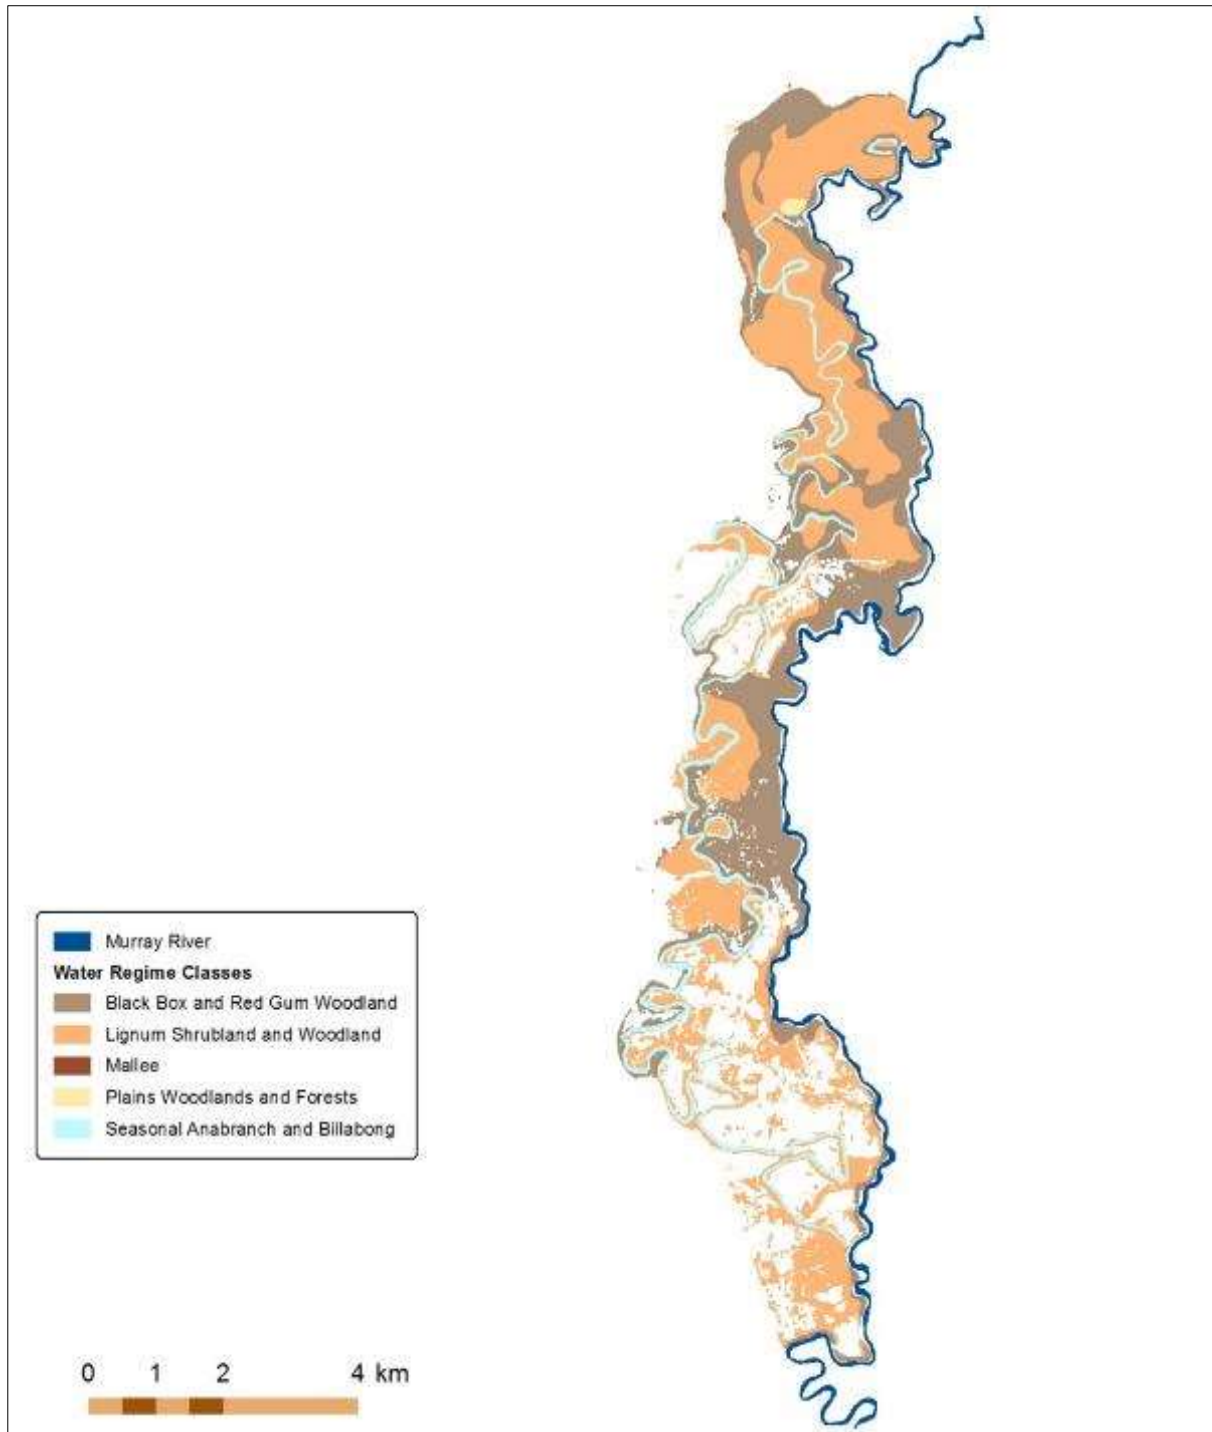 Murray River
Water Regime Classes
Black Box and Red Gum Woodland
Lignum Shrubland and Woodland
Mallee
Plains Woodlands and Forests
Seasonal Anabranch and Billabong
0 1 2 4 km